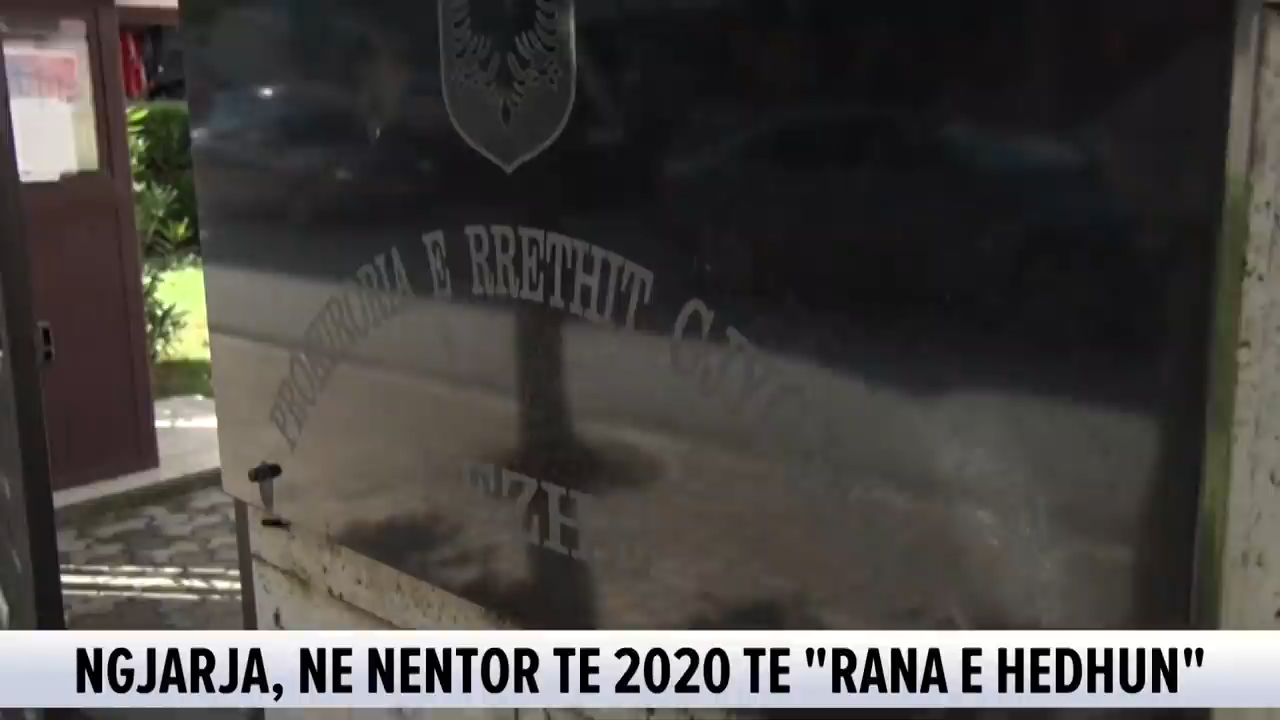 PROKURORIA E RRETHIT
NGJARJA, NE NENTOR TE 2020 TE "RANA E HEDHUN"